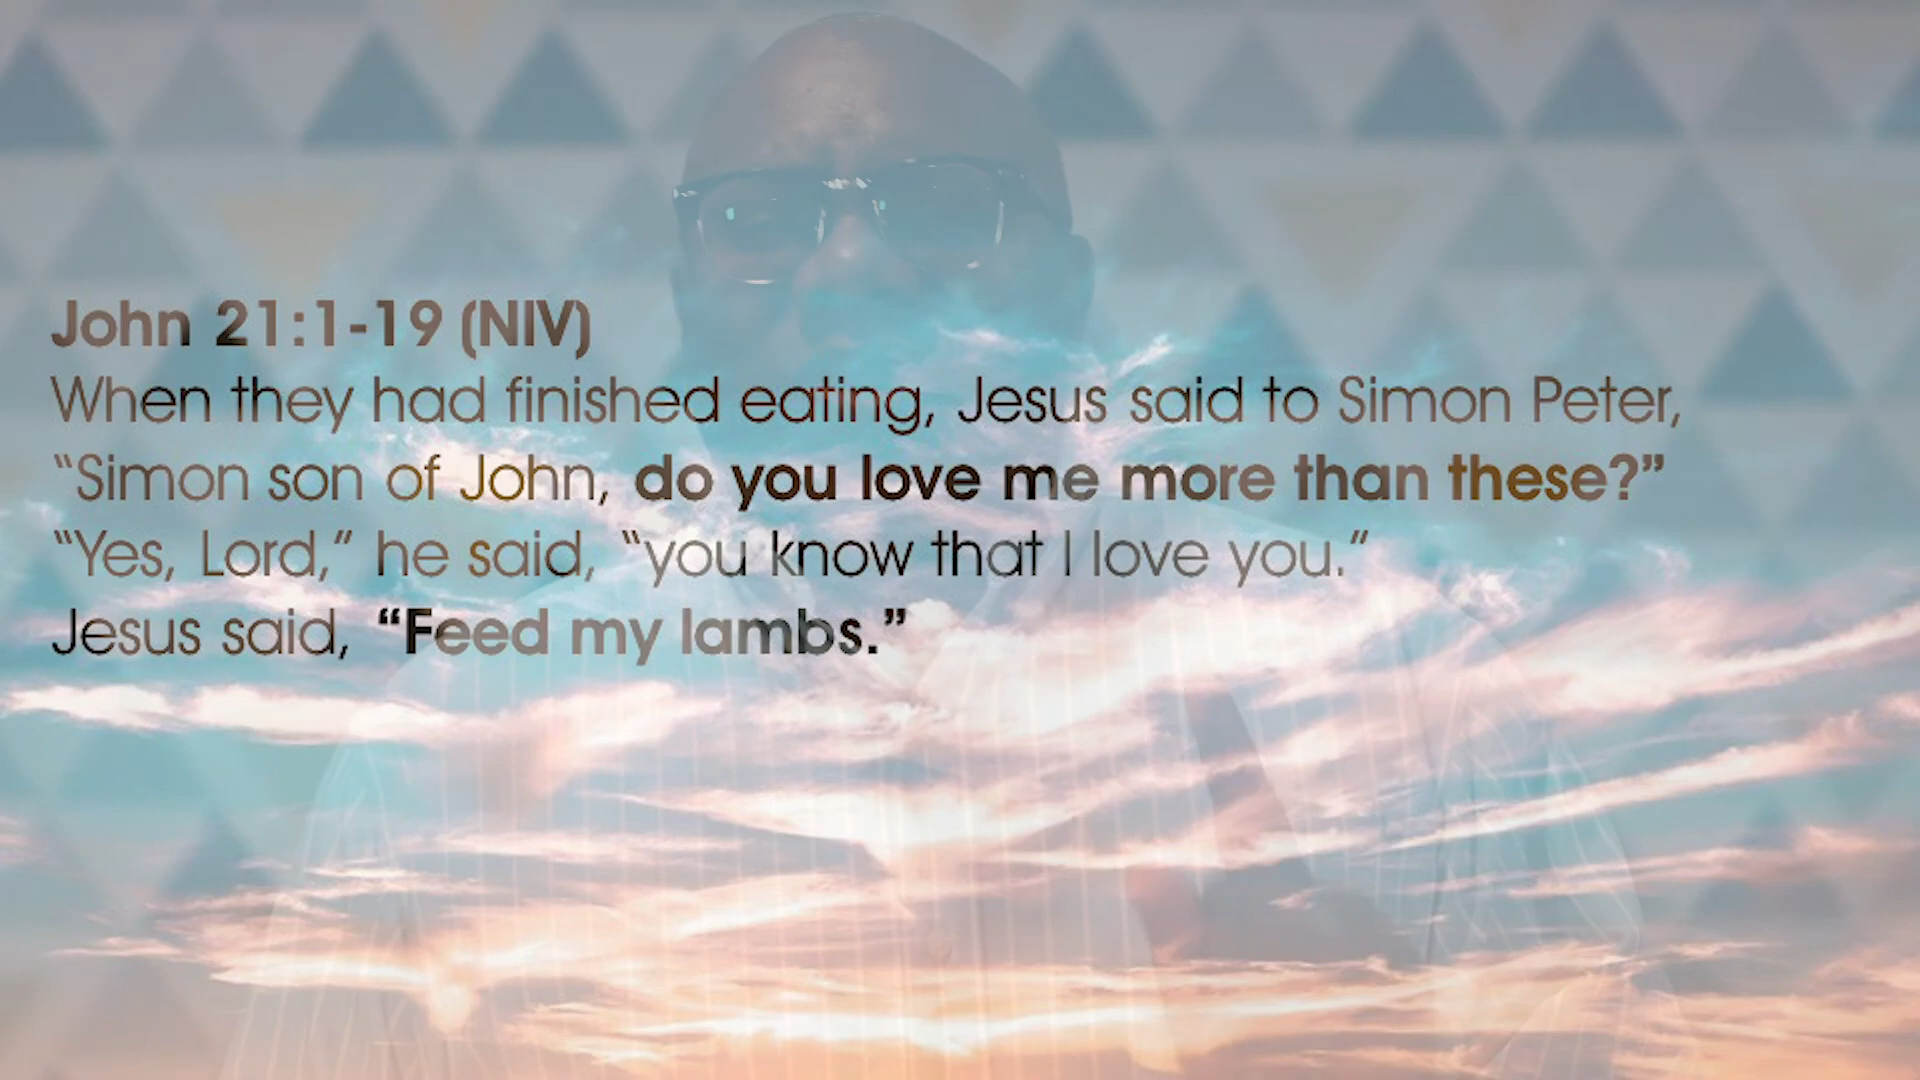 John 21:1-19 (NIV)
When they had finished eating, Jesus said to Simon Peter,
“Simon son of John, do you love me more than these?”
“Yes, Lord,” he said, “you know that I love you.”
Jesus said, “Feed my lambs.”